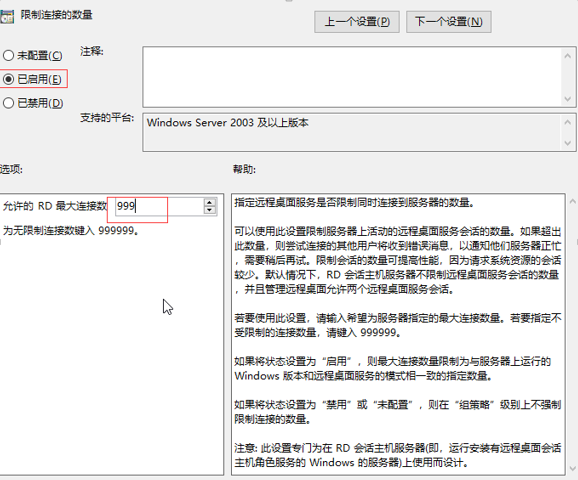 限制连接的数量
上一个设置(P)
下一个设置(N)
未配置(C)
注释:
已启用(E)
已禁用(D)
支持的平台:
Windows Server 2003 及以上版本
选项:
帮助:
允许的 RD 最大连接数
999
为无限制连接数键入 999999。
指定远程桌面服务是否限制同时连接到服务器的数量。
可以使用此设置限制服务器上活动的远程桌面服务会话的数量。如果超出
此数量，则尝试连接的其他用户将收到错误消息，以通知他们服务器正忙
，需要稍后再试。限制会话的数量可提高性能，因为请求系统资源的会话
较少。默认情况下，RD 会话主机服务器不限制远程桌面服务会话的数量
，并且管理远程桌面允许两个远程桌面服务会话。
若要使用此设置，请输入希望为服务器指定的最大连接数量。若要指定不
受限制的连接数量，请键入 999999。
如果将状态设置为“启用”，则最大连接数量限制为与服务器上运行的
Windows 版本和远程桌面服务的模式相一致的指定数量。
如果将状态设置为“禁用”或“未配置”，则在“组策略”级别上不强制
限制连接的数量。
注意: 此设置专门为在 RD 会话主机服务器(即，运行安装有远程桌面会话
主机角色服务的 Windows 的服务器)上使用而设计。